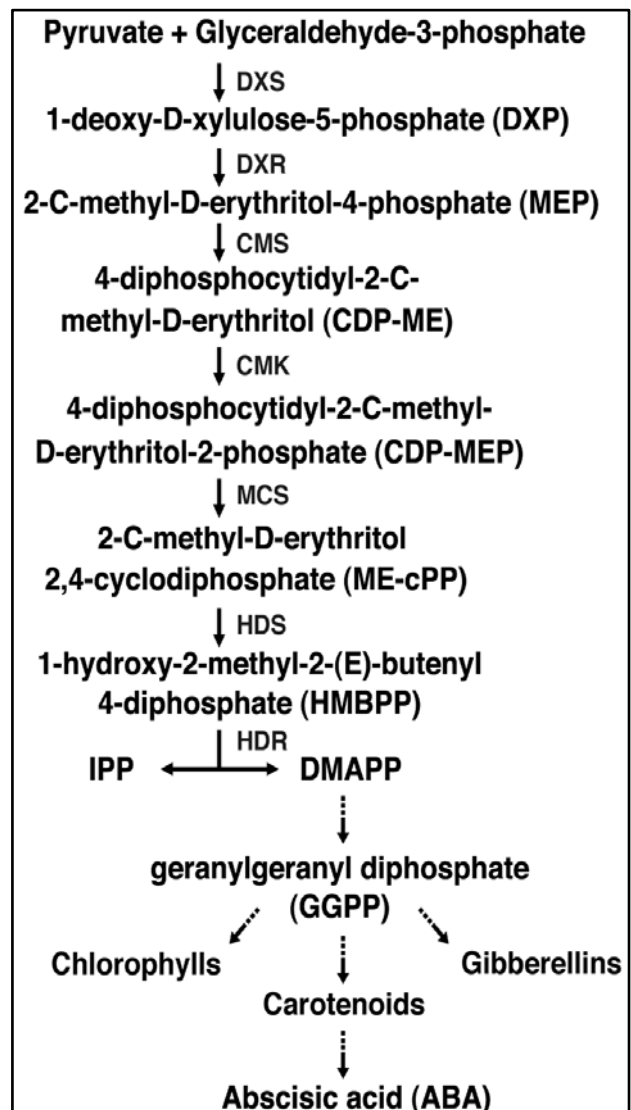 Pyruvate + Glyceraldehyde-3-phosphate
DXS
1-deoxy-D-xylulose-5-phosphate (DXP)
DXR
2-C-methyl-D-erythritol-4-phosphate (MEP)
CMS
4-diphosphocytidyl-2-C-
methyl-D-erythritol (CDP-ME)
CMK
4-diphosphocytidyl-2-C-methyl-
D-erythritol-2-phosphate (CDP-MEP)
MCS
2-C-methyl-D-erythritol
2,4-cyclodiphosphate (ME-cPP)
HDS
1-hydroxy-2-methyl-2-(E)-butenyl
4-diphosphate (HMBPP)
HDR
IPP DMAPP
geranylgeranyl diphosphate
(GGPP)
Chlorophylls Gibberellins
Carotenoids
Abscisic acid (ABA)